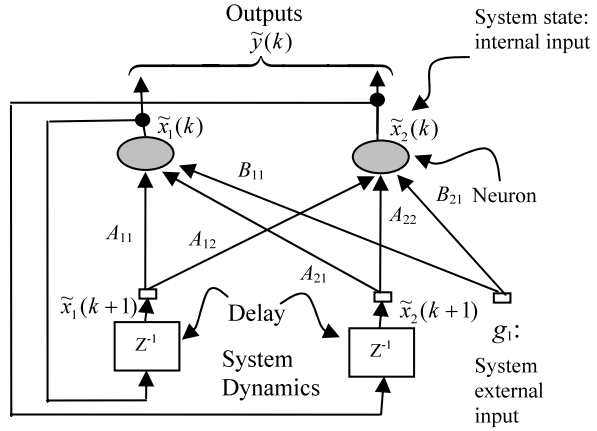 Outputs
ỹ(k)
System state:
internal input
x̃₁(k)
x̃₂(k)
B₁₁
B₂₁
Neuron
A₁₁
A₁₂
A₂₂
A₂₁
x̃₁(k+1)
x̃₂(k+1)
Delay
g₁:
Z⁻¹
Z⁻¹
System
Dynamics
System
external
input